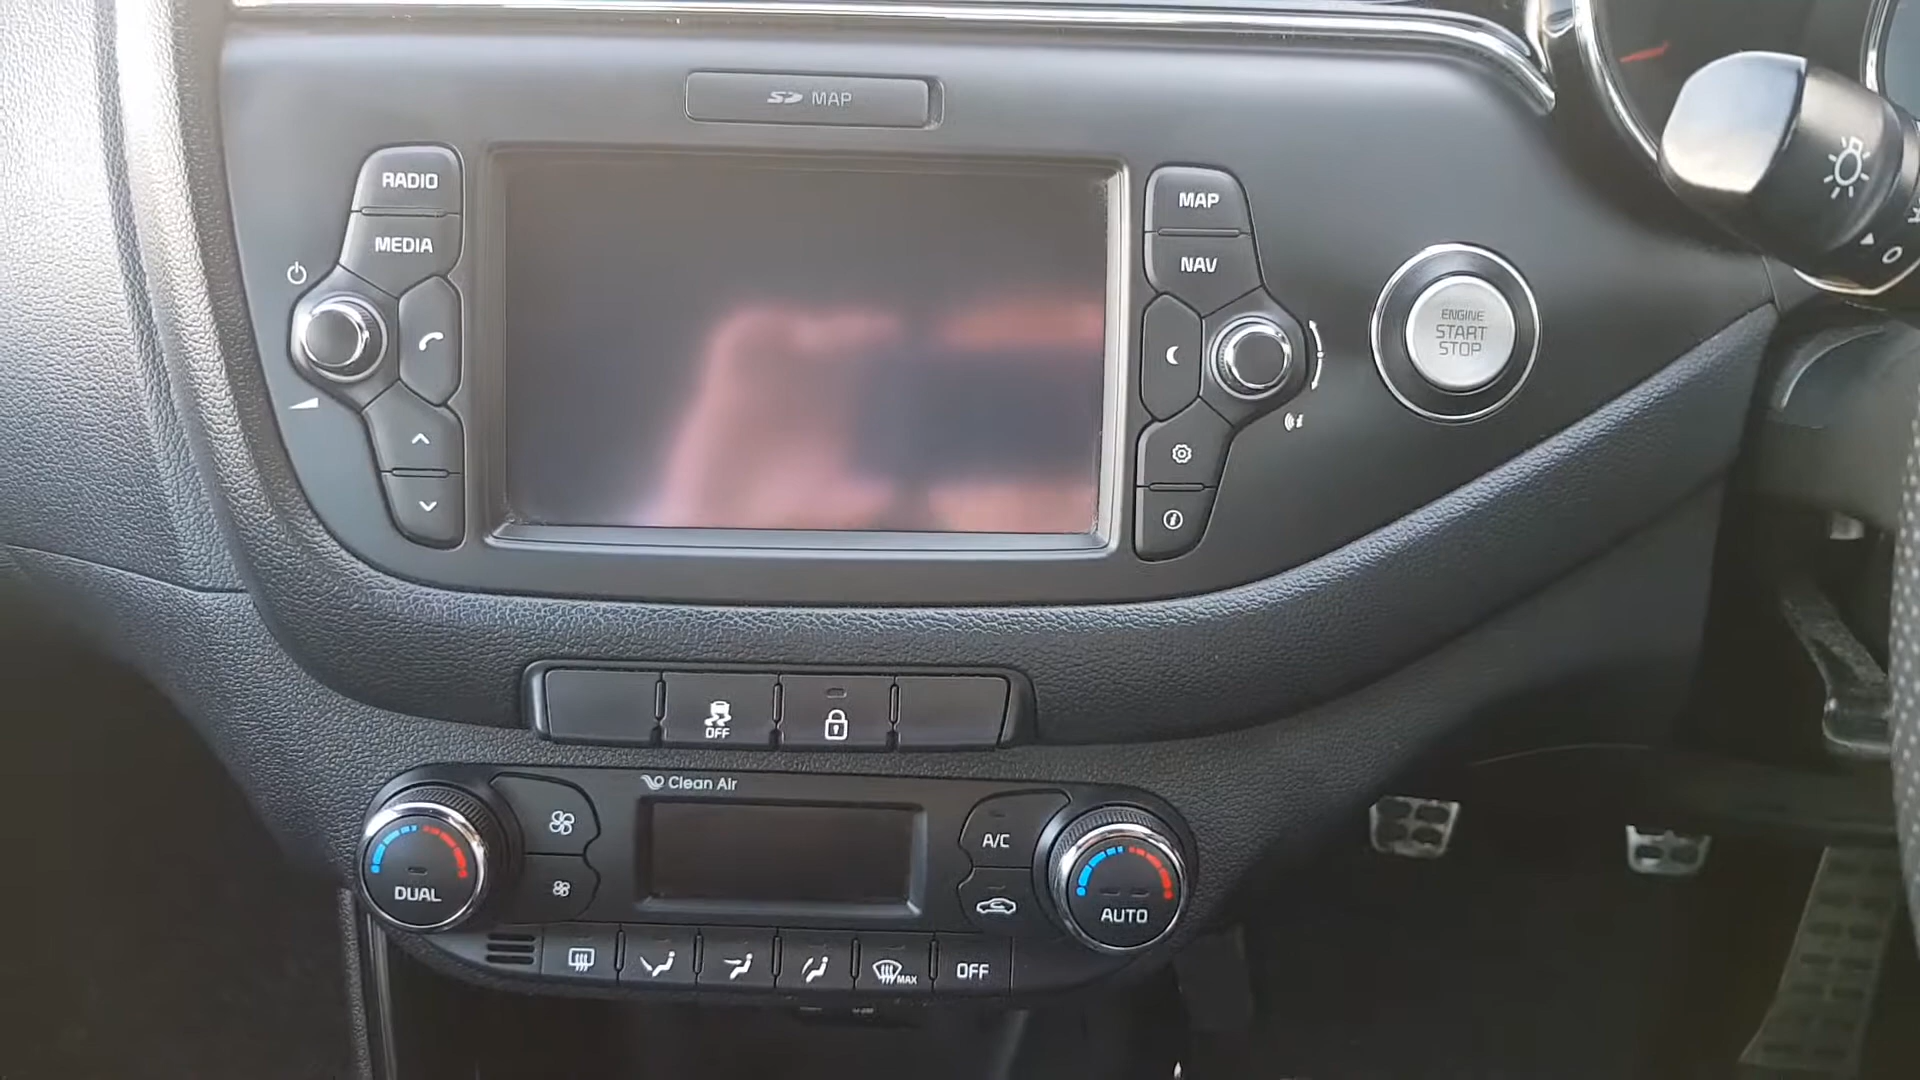 SD MAP
RADIO
MEDIA
MAP
NAV
ENGINE
START
STOP
OFF
Clean Air
DUAL
A/C
AUTO
MAX
OFF